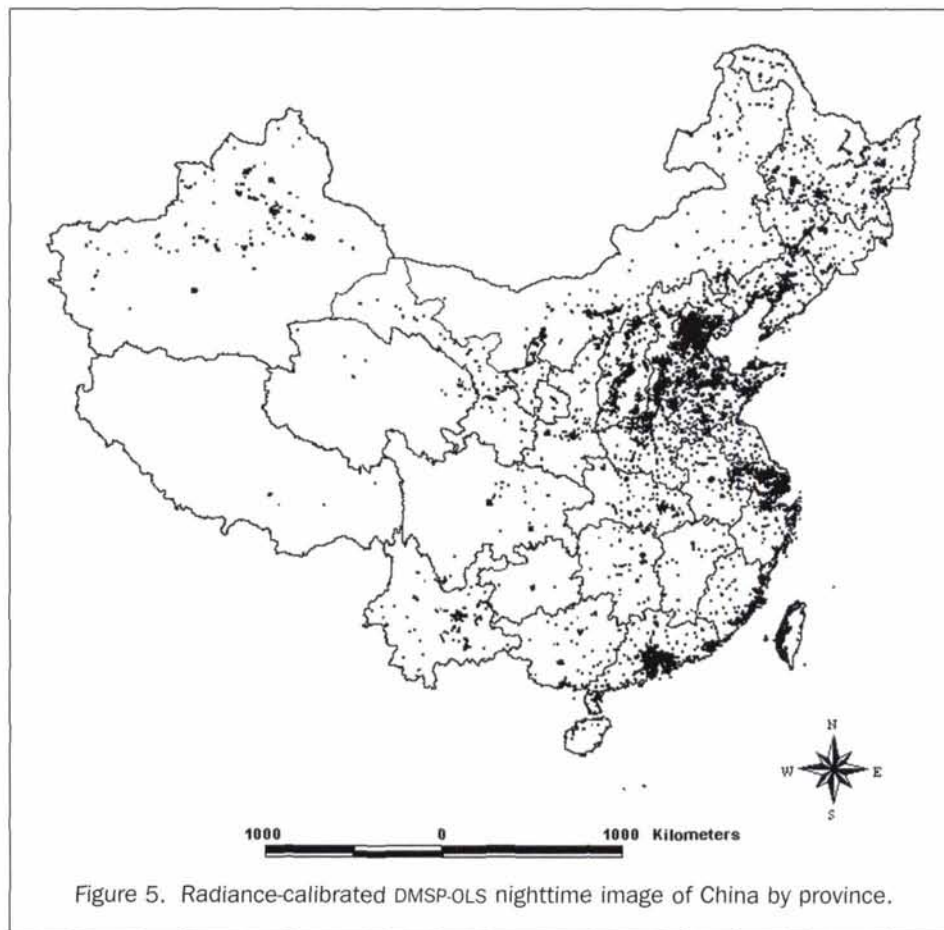 N
W E
S
1000 0 1000 Kilometers
Figure 5. Radiance-calibrated DMSP-OLS nighttime image of China by province.